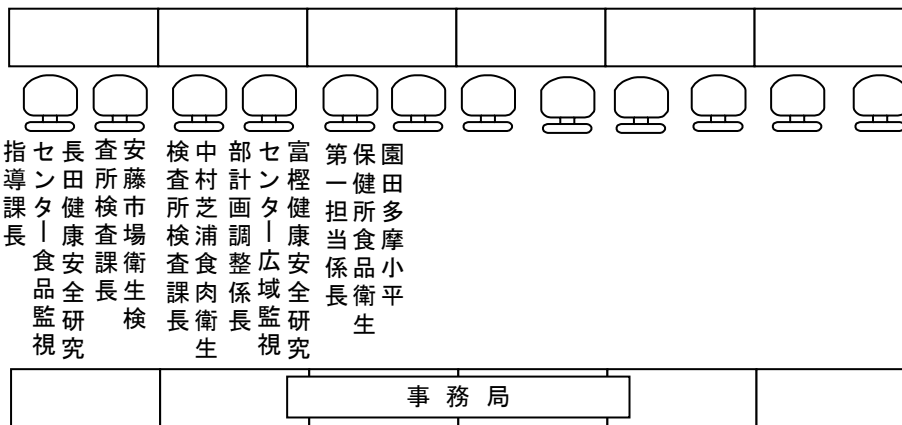 園田多摩小平
保健所食品衛生
第一担当係長
富樫健康安全研究
センター広域監視
部計画調整係長
中村芝浦食肉衛生
検査所検査課長
安藤市場衛生検
査所検査課長
長田健康安全研究
センター食品監視
指導課長
事務局